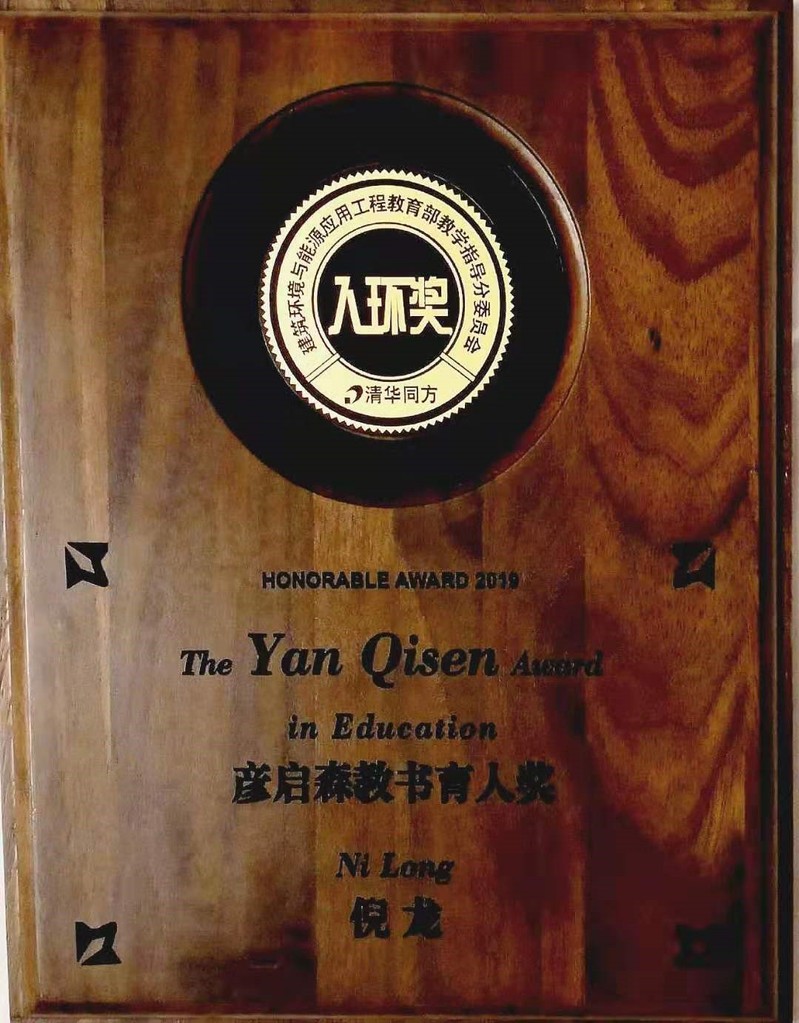 建筑环境与能源应用工程教育部教学指导分委员会
人环奖
清华同方
HONORABLE AWARD 2019
The Yan Qisen Award
in Education
彦启森教书育人奖
Ni Long
倪龙